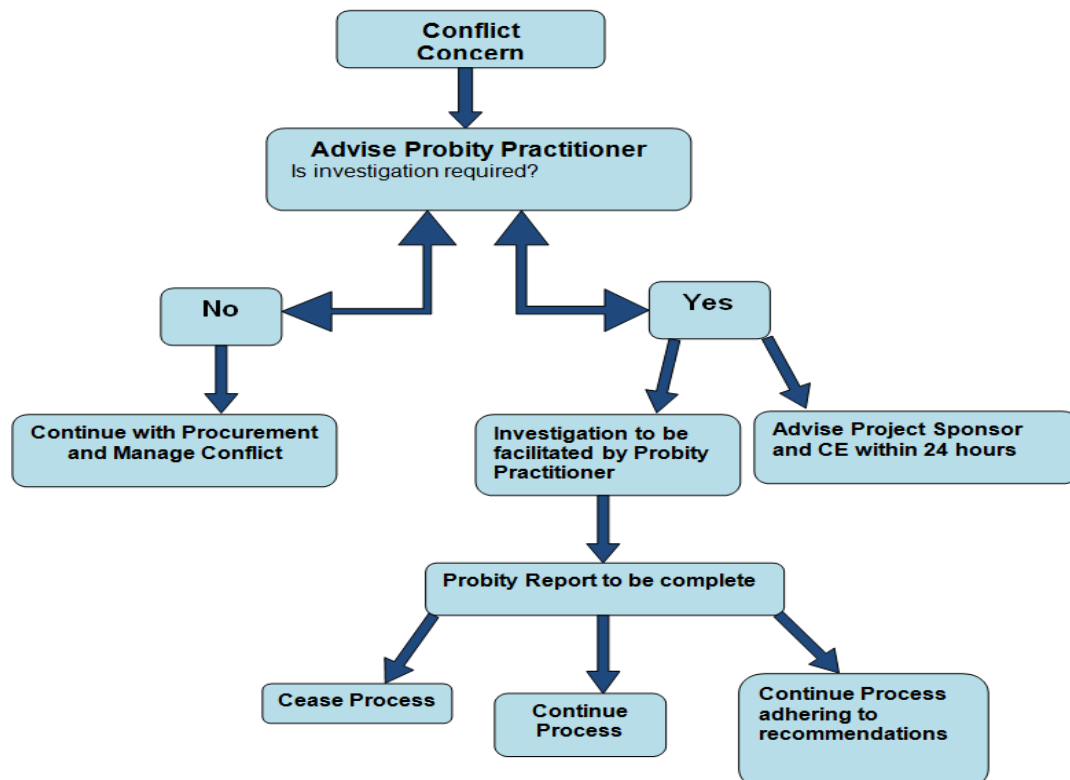 Conflict
Concern
Advise Probity Practitioner
Is investigation required?
No
Yes
Continue with Procurement
and Manage Conflict
Investigation to be
facilitated by Probity
Practitioner
Advise Project Sponsor
and CE within 24 hours
Probity Report to be complete
Cease Process
Continue
Process
Continue Process
adhering to
recommendations